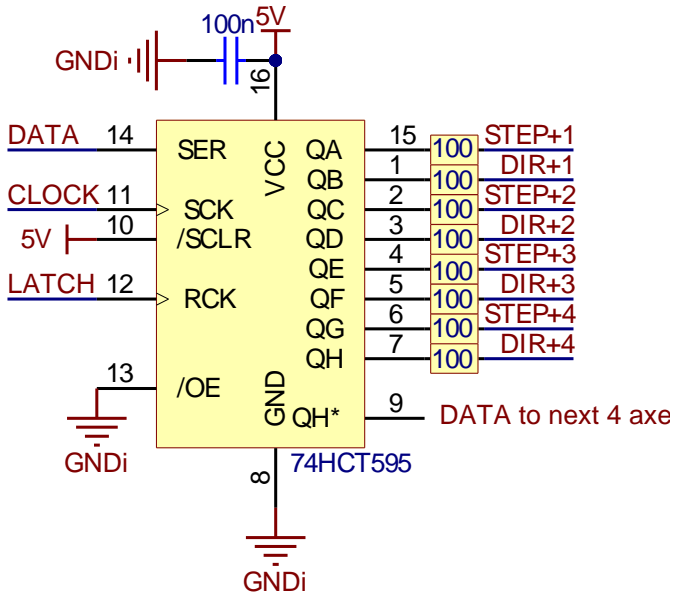 100n 5V
GNDi
16
DATA 14 SER VCC QA 15 100 STEP+1
QB 1 100 DIR+1
CLOCK 11 SCK QC 2 100 STEP+2
5V 10 /SCLR QD 3 100 DIR+2
QE 4 100 STEP+3
LATCH 12 RCK QF 5 100 DIR+3
QG 6 100 STEP+4
QH 7 100 DIR+4
13 /OE GND
QH* 9 DATA to next 4 axe
GNDi
8 74HCT595
GNDi